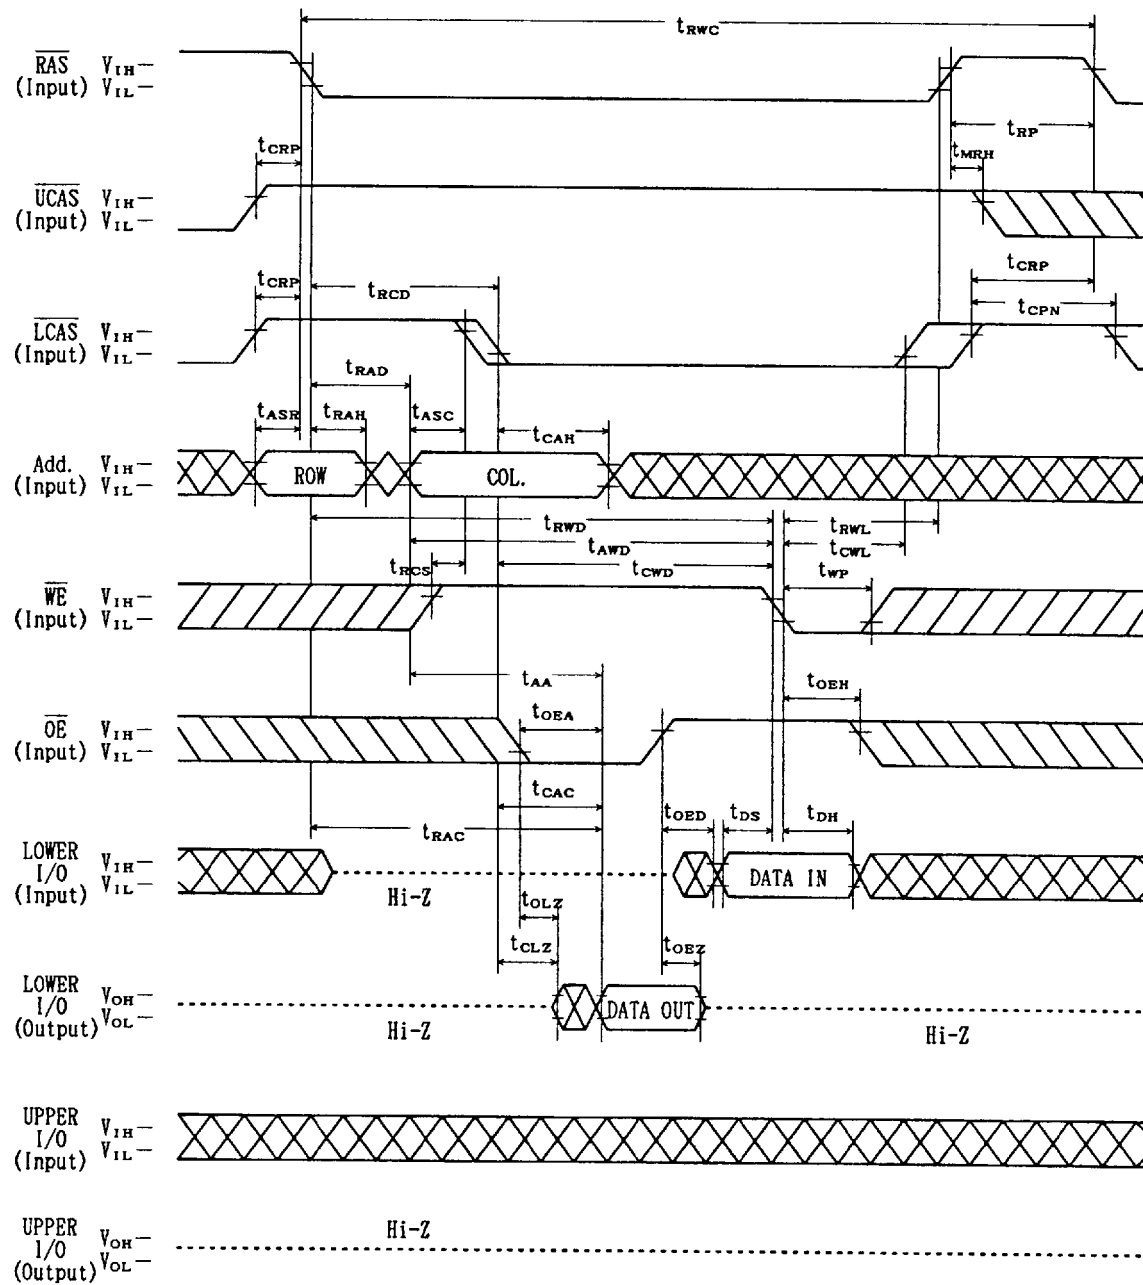 tRWC
RAS VIH
(Input) VIL
tRP
tCRP tMRH
UCAS VIH
(Input) VIL
tCRP tRCD tCRP
tCPN
LCAS VIH
(Input) VIL
tRAD
tASR tRAH tASC tCAH
Add. VIH
(Input) VIL
ROW COL.
tRWD tRWL
tAWD tCWL
tRCS tCWD tWP
WE VIH
(Input) VIL
tAA tOEH
tOEA
OE VIH
(Input) VIL
tCAC
tRAC tOED tDS tDH
LOWER
I/O VIH
(Input) VIL
Hi-Z DATA IN
tOLZ
tCLZ tOEZ
LOWER
I/O VOH
(Output) VOL
DATA OUT
Hi-Z Hi-Z
UPPER
I/O VIH
(Input) VIL
UPPER Hi-Z
I/O VOH
(Output) VOL